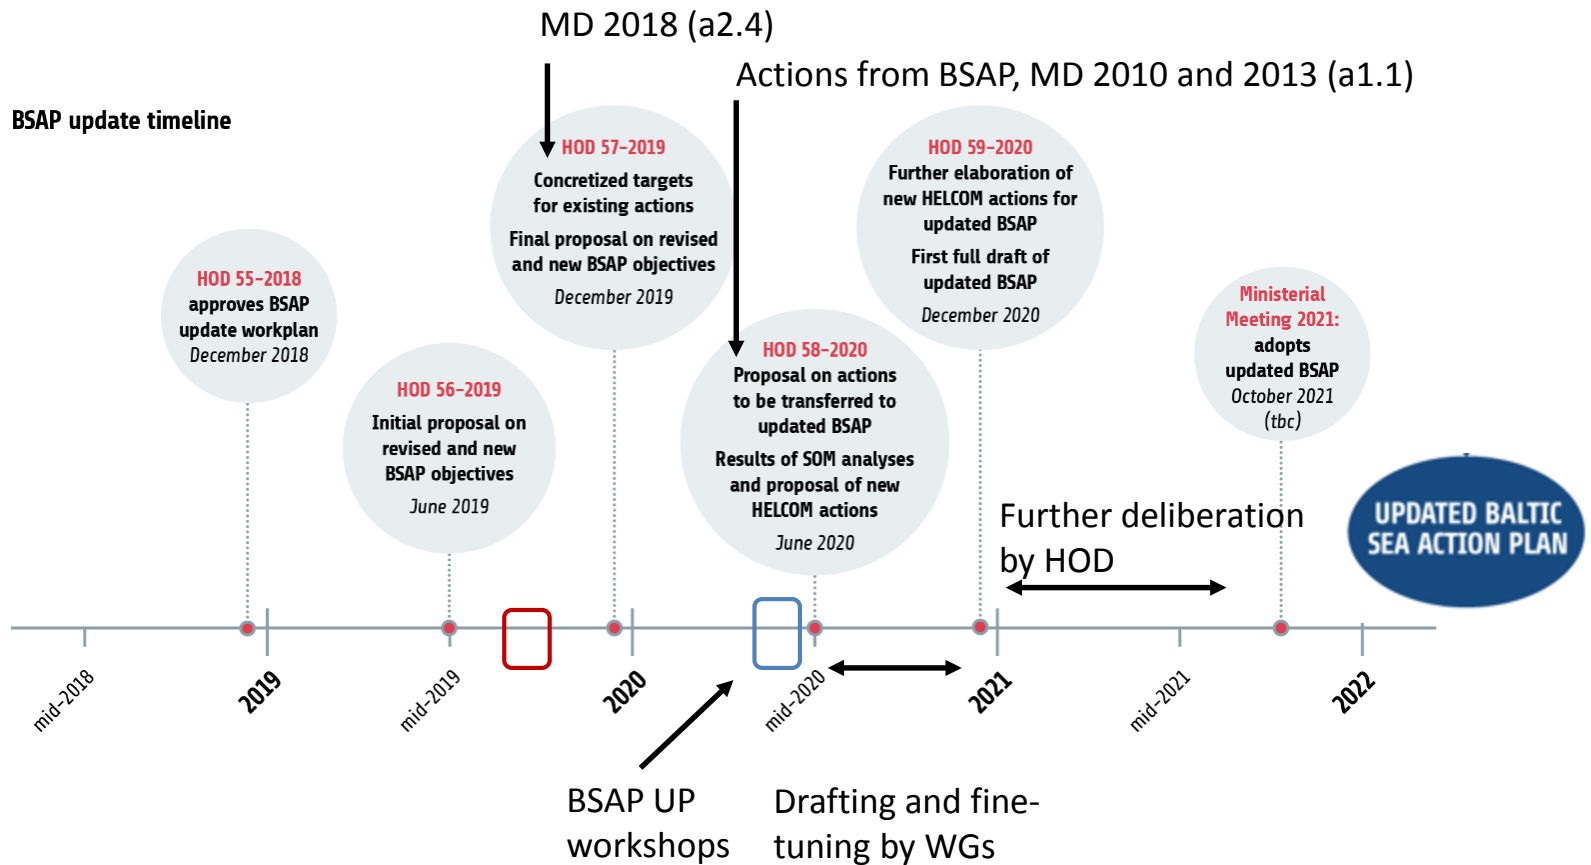 MD 2018 (a2.4)
Actions from BSAP, MD 2010 and 2013 (a1.1)
BSAP update timeline
HOD 55-2018
approves BSAP
update workplan
December 2018
HOD 56-2019
Initial proposal on
revised and new
BSAP objectives
June 2019
HOD 57-2019
Concretized targets
for existing actions
Final proposal on revised
and new BSAP objectives
December 2019
HOD 58-2020
Proposal on actions
to be transferred to
updated BSAP
Results of SOM analyses
and proposal of new
HELCOM actions
June 2020
HOD 59-2020
Further elaboration of
new HELCOM actions for
updated BSAP
First full draft of
updated BSAP
December 2020
Ministerial
Meeting 2021:
adopts
updated BSAP
October 2021
(tbc)
UPDATED BALTIC
SEA ACTION PLAN
Further deliberation
by HOD
mid-2018
2019
mid-2019
2020
mid-2020
2021
mid-2021
2022
BSAP UP
workshops
Drafting and fine-
tuning by WGs